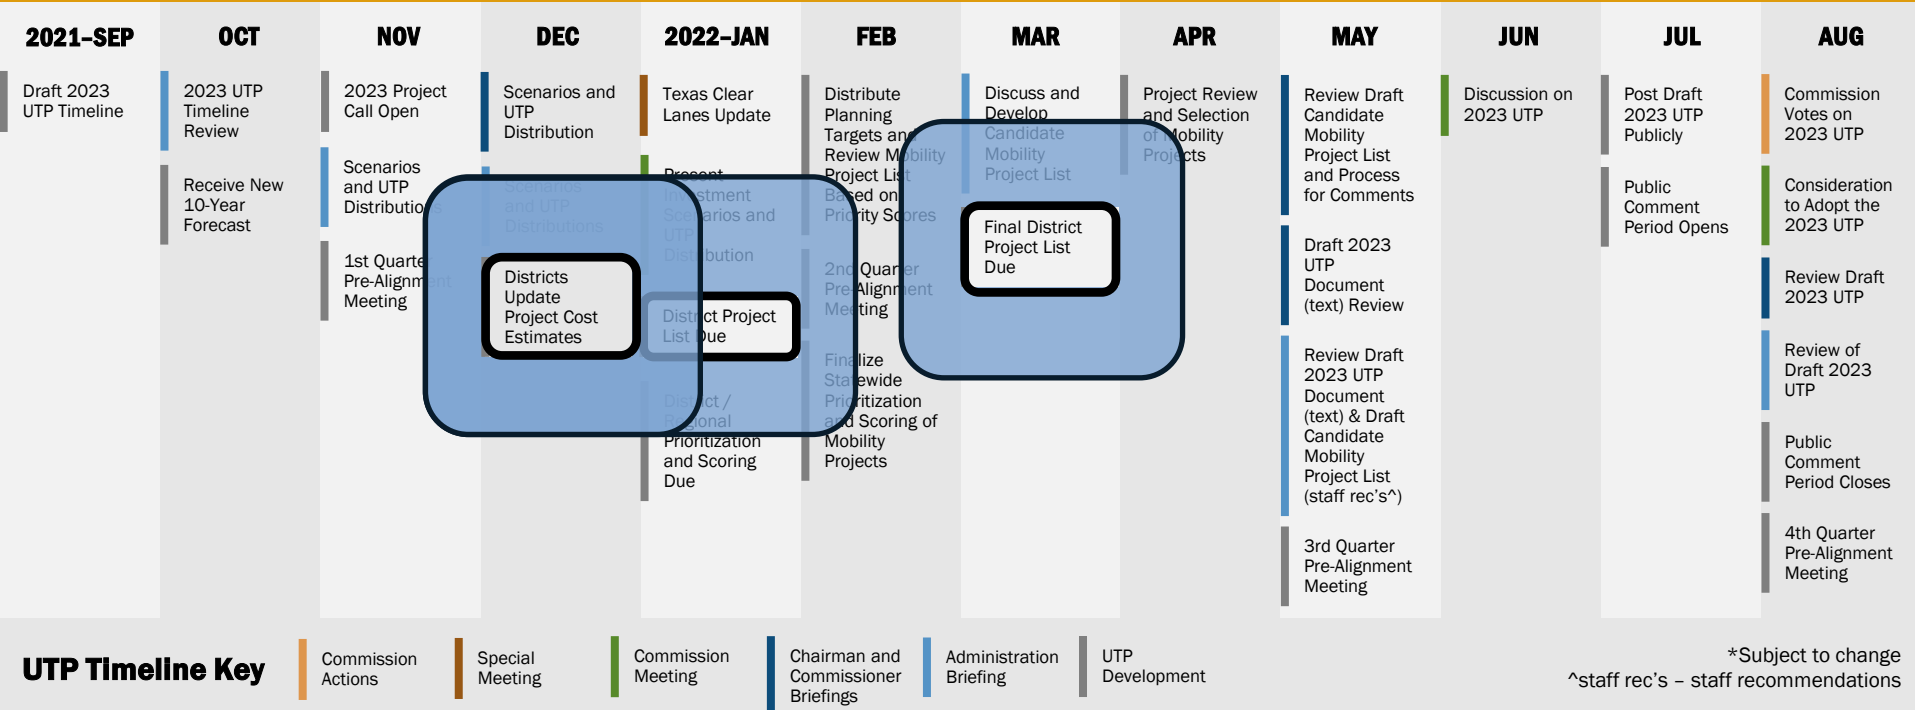 2021–SEP
Draft 2023
UTP Timeline
OCT
2023 UTP
Timeline
Review
Receive New
10-Year
Forecast
NOV
2023 Project
Call Open
Scenarios
and UTP
Distributions
1st Quarter
Pre-Alignment
Meeting
DEC
Scenarios and
UTP
Distribution
Scenarios
and UTP
Distributions
Districts
Update
Project Cost
Estimates
2022–JAN
Texas Clear
Lanes Update
Present
Investment
Scenarios and
UTP
Distribution
District Project
List Due
District /
Regional
Prioritization
and Scoring
Due
FEB
Distribute
Planning
Targets and
Review Mobility
Project List
Based on
Priority Scores
2nd Quarter
Pre-Alignment
Meeting
Finalize
Statewide
Prioritization
and Scoring of
Mobility
Projects
MAR
Discuss and
Develop
Candidate
Mobility
Project List
Final District
Project List
Due
APR
Project Review
and Selection
of Mobility
Projects
MAY
Review Draft
Candidate
Mobility
Project List
and Process
for Comments
Draft 2023
UTP
Document
(text) Review
Review Draft
2023 UTP
Document
(text) & Draft
Candidate
Mobility
Project List
(staff rec's^)
3rd Quarter
Pre-Alignment
Meeting
JUN
Discussion on
2023 UTP
JUL
Post Draft
2023 UTP
Publicly
Public
Comment
Period Opens
AUG
Commission
Votes on
2023 UTP
Consideration
to Adopt the
2023 UTP
Review Draft
2023 UTP
Review of
Draft 2023
UTP
Public
Comment
Period Closes
4th Quarter
Pre-Alignment
Meeting
UTP Timeline Key
Commission
Actions
Special
Meeting
Commission
Meeting
Chairman and
Commissioner
Briefings
Administration
Briefing
UTP
Development
*Subject to change
^staff rec's – staff recommendations